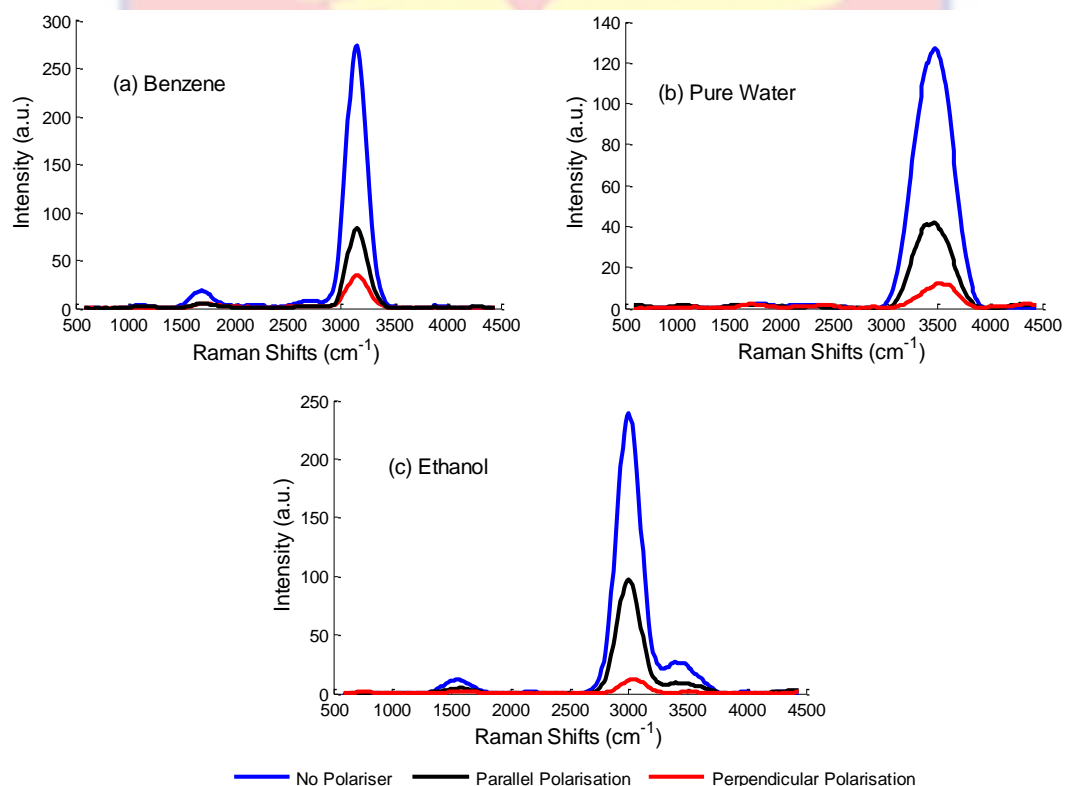 (a) Benzene
Intensity (a.u.)
300
250
200
150
100
50
0
500 1000 1500 2000 2500 3000 3500 4000 4500
Raman Shifts (cm⁻¹)
(b) Pure Water
Intensity (a.u.)
140
120
100
80
60
40
20
0
500 1000 1500 2000 2500 3000 3500 4000 4500
Raman Shifts (cm⁻¹)
(c) Ethanol
Intensity (a.u.)
250
200
150
100
50
0
500 1000 1500 2000 2500 3000 3500 4000 4500
Raman Shifts (cm⁻¹)
No Polariser Parallel Polarisation Perpendicular Polarisation